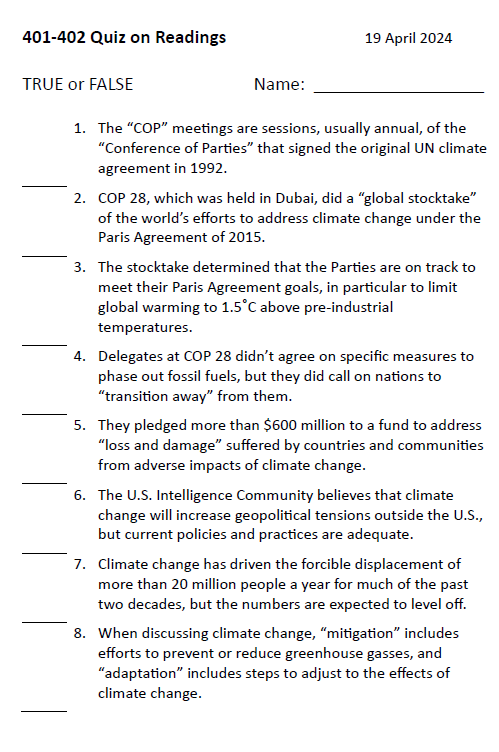 401-402 Quiz on Readings 19 April 2024
TRUE or FALSE Name: ____________________
1. The “COP” meetings are sessions, usually annual, of the
“Conference of Parties” that signed the original UN climate
agreement in 1992.
______
2. COP 28, which was held in Dubai, did a “global stocktake”
of the world’s efforts to address climate change under the
Paris Agreement of 2015.
______
3. The stocktake determined that the Parties are on track to
meet their Paris Agreement goals, in particular to limit
global warming to 1.5˚C above pre-industrial
temperatures.
______
4. Delegates at COP 28 didn’t agree on specific measures to
phase out fossil fuels, but they did call on nations to
“transition away” from them.
______
5. They pledged more than $600 million to a fund to address
“loss and damage” suffered by countries and communities
from adverse impacts of climate change.
______
6. The U.S. Intelligence Community believes that climate
change will increase geopolitical tensions outside the U.S.,
but current policies and practices are adequate.
______
7. Climate change has driven the forcible displacement of
more than 20 million people a year for much of the past
two decades, but the numbers are expected to level off.
______
8. When discussing climate change, “mitigation” includes
efforts to prevent or reduce greenhouse gasses, and
“adaptation” includes steps to adjust to the effects of
climate change.
______